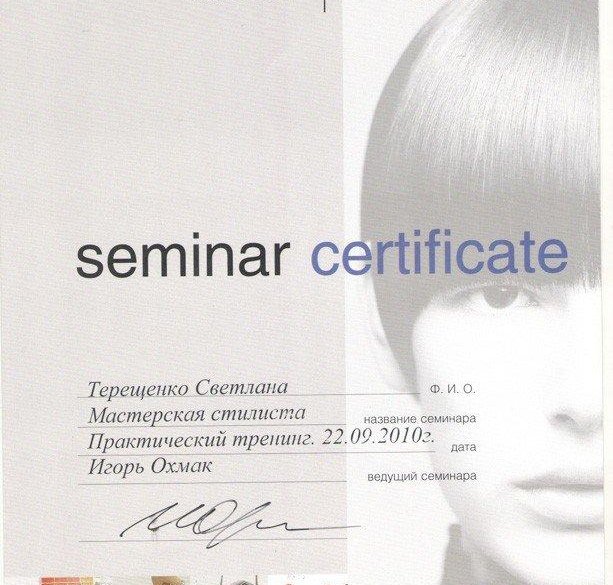 seminar certificate
Терещенко Светлана Ф. И. О.
Мастерская стилиста название семинара
Практический тренинг. 22.09.2010г. дата
Игорь Охмак ведущий семинара